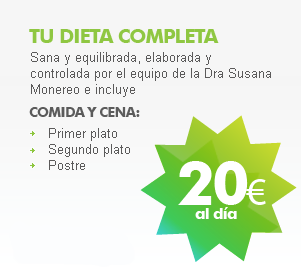 TU DIETA COMPLETA
Sana y equilibrada, elaborada y
controlada por el equipo de la Dra Susana
Monereo e incluye
COMIDA Y CENA:
Primer plato
Segundo plato
Postre
20€
al día